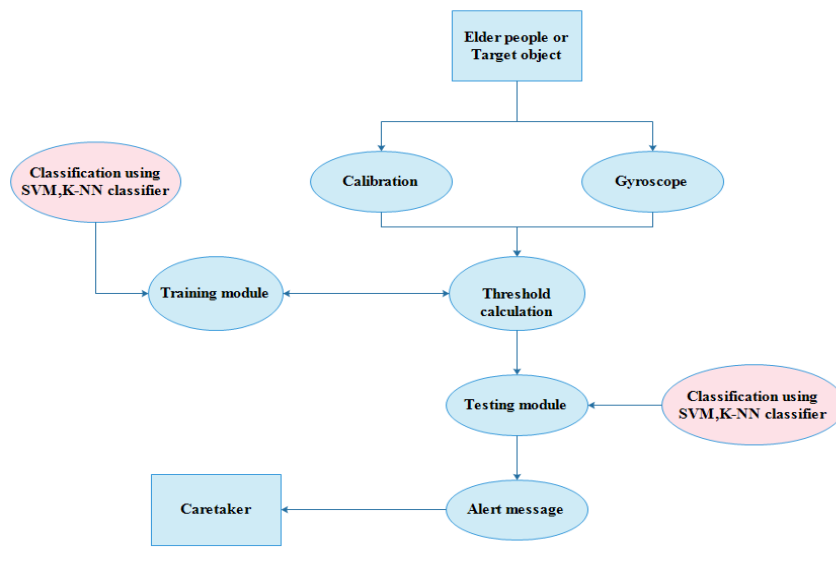 Elder people or
Target object
Classification using
SVM,K-NN classifier
Calibration
Gyroscope
Training module
Threshold
calculation
Testing module
Classification using
SVM,K-NN classifier
Caretaker
Alert message